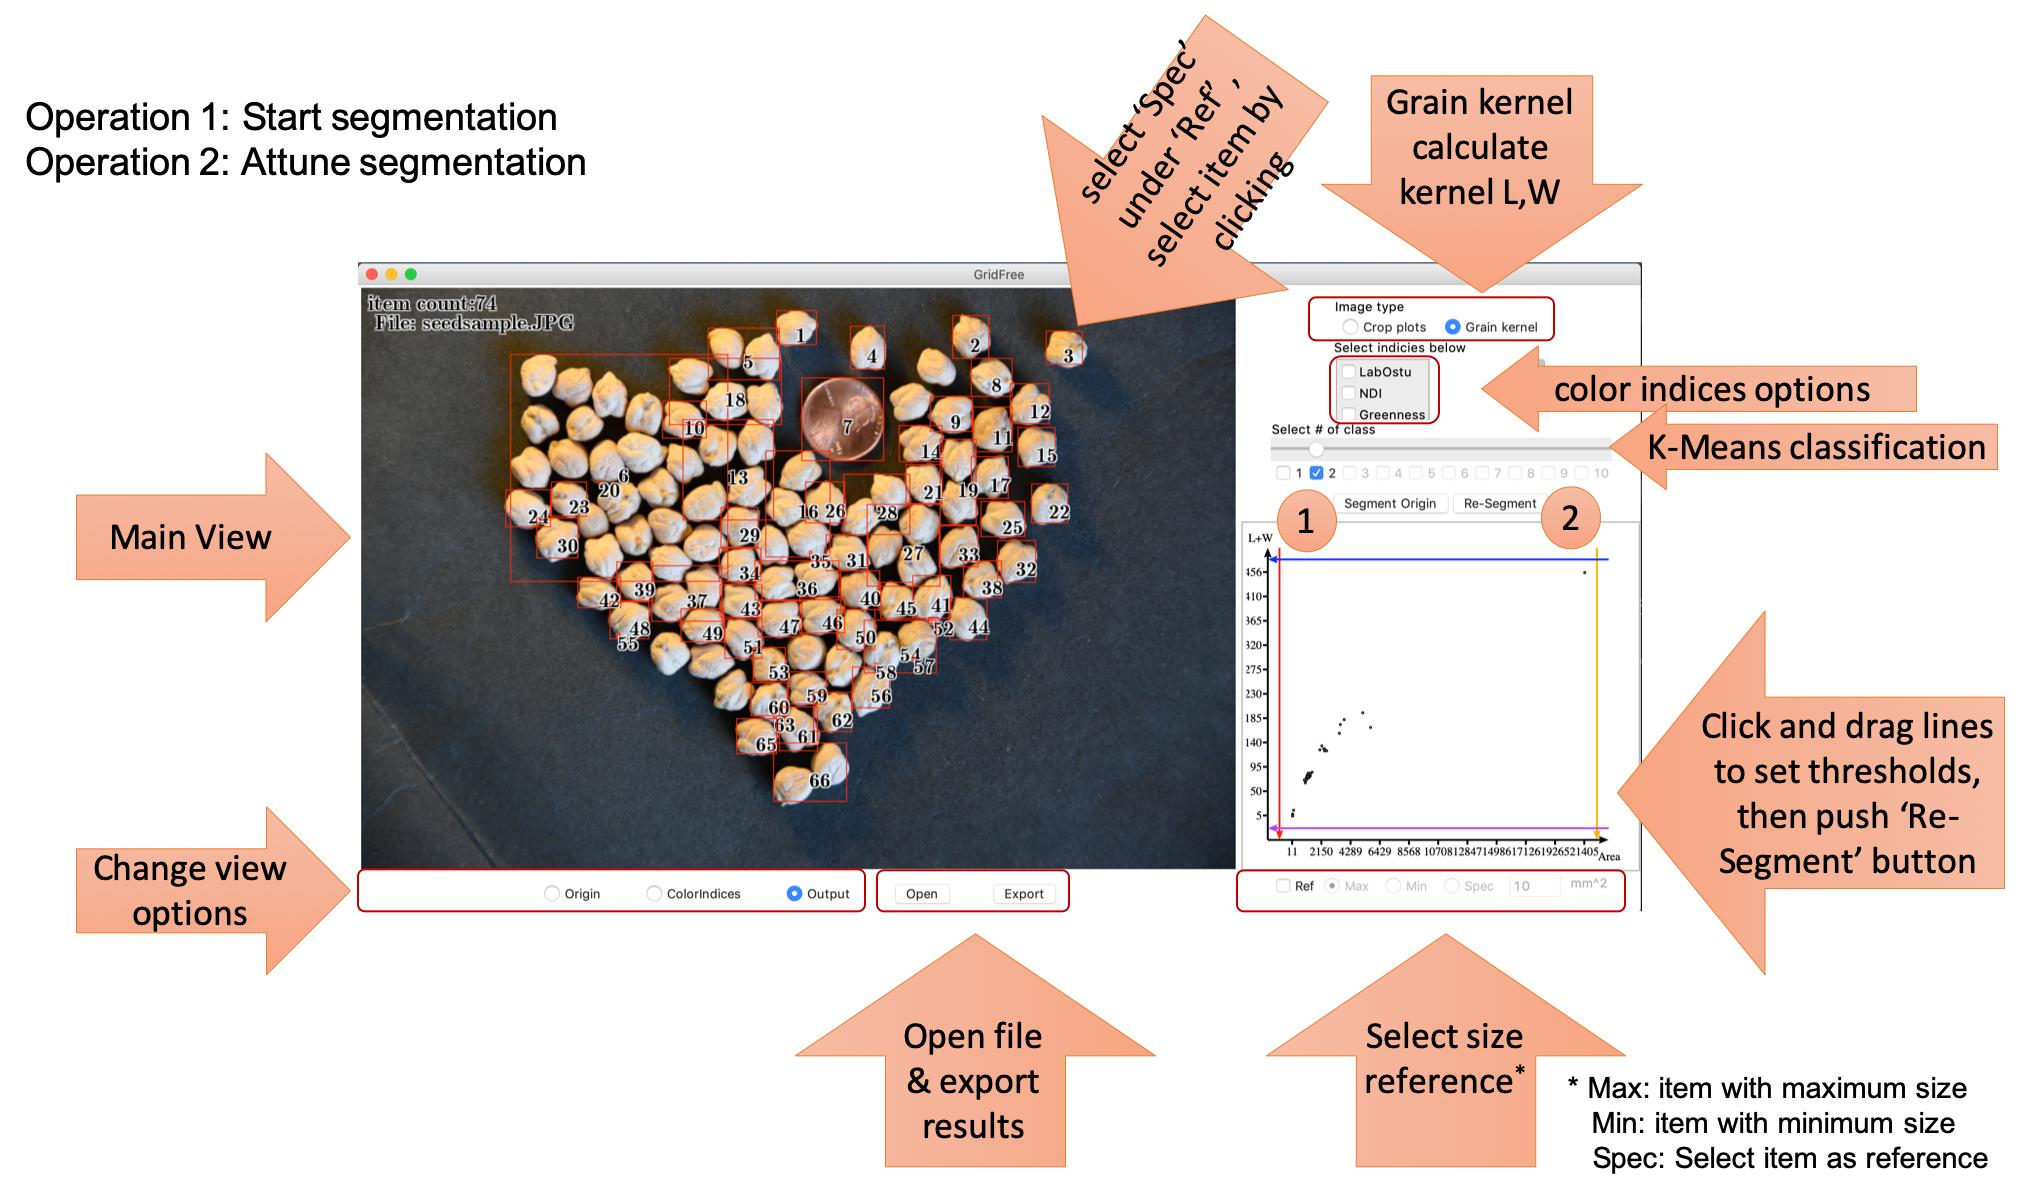 Operation 1: Start segmentation
Operation 2: Attune segmentation
select ‘Spec’
under ‘Ref’ ,
select item by
clicking
Grain kernel
calculate
kernel L,W
GridFree
item count:74
File: seedsample.JPG
1
2
3
4
5
6
7
8
9
10
11
12
13
14
15
16
17
18
19
20
21
22
23
24
25
26
27
28
29
30
31
32
33
34
35
36
37
38
39
40
41
42
43
44
45
46
47
48
49
50
51
52
53
54
55
56
57
58
59
60
61
62
63
65
66
Image type
Crop plots
Grain kernel
Select indicies below
LabOstu
NDI
Greenness
color indices options
Select # of class
K-Means classification
1 2 3 4 5 6 7 8 9 10
Segment Origin
Re-Segment
1
2
L+W
456
410
365
320
275
230
185
140
95
50
5
11 2150 4289 6429 8568 10708 12847 14986 17126 19265 21405
Area
Main View
Change view
options
Origin
ColorIndices
Output
Open
Export
Ref
Max
Min
Spec
10
mm^2
Click and drag lines
to set thresholds,
then push ‘Re-
Segment’ button
Open file
& export
results
Select size
reference*
* Max: item with maximum size
Min: item with minimum size
Spec: Select item as reference